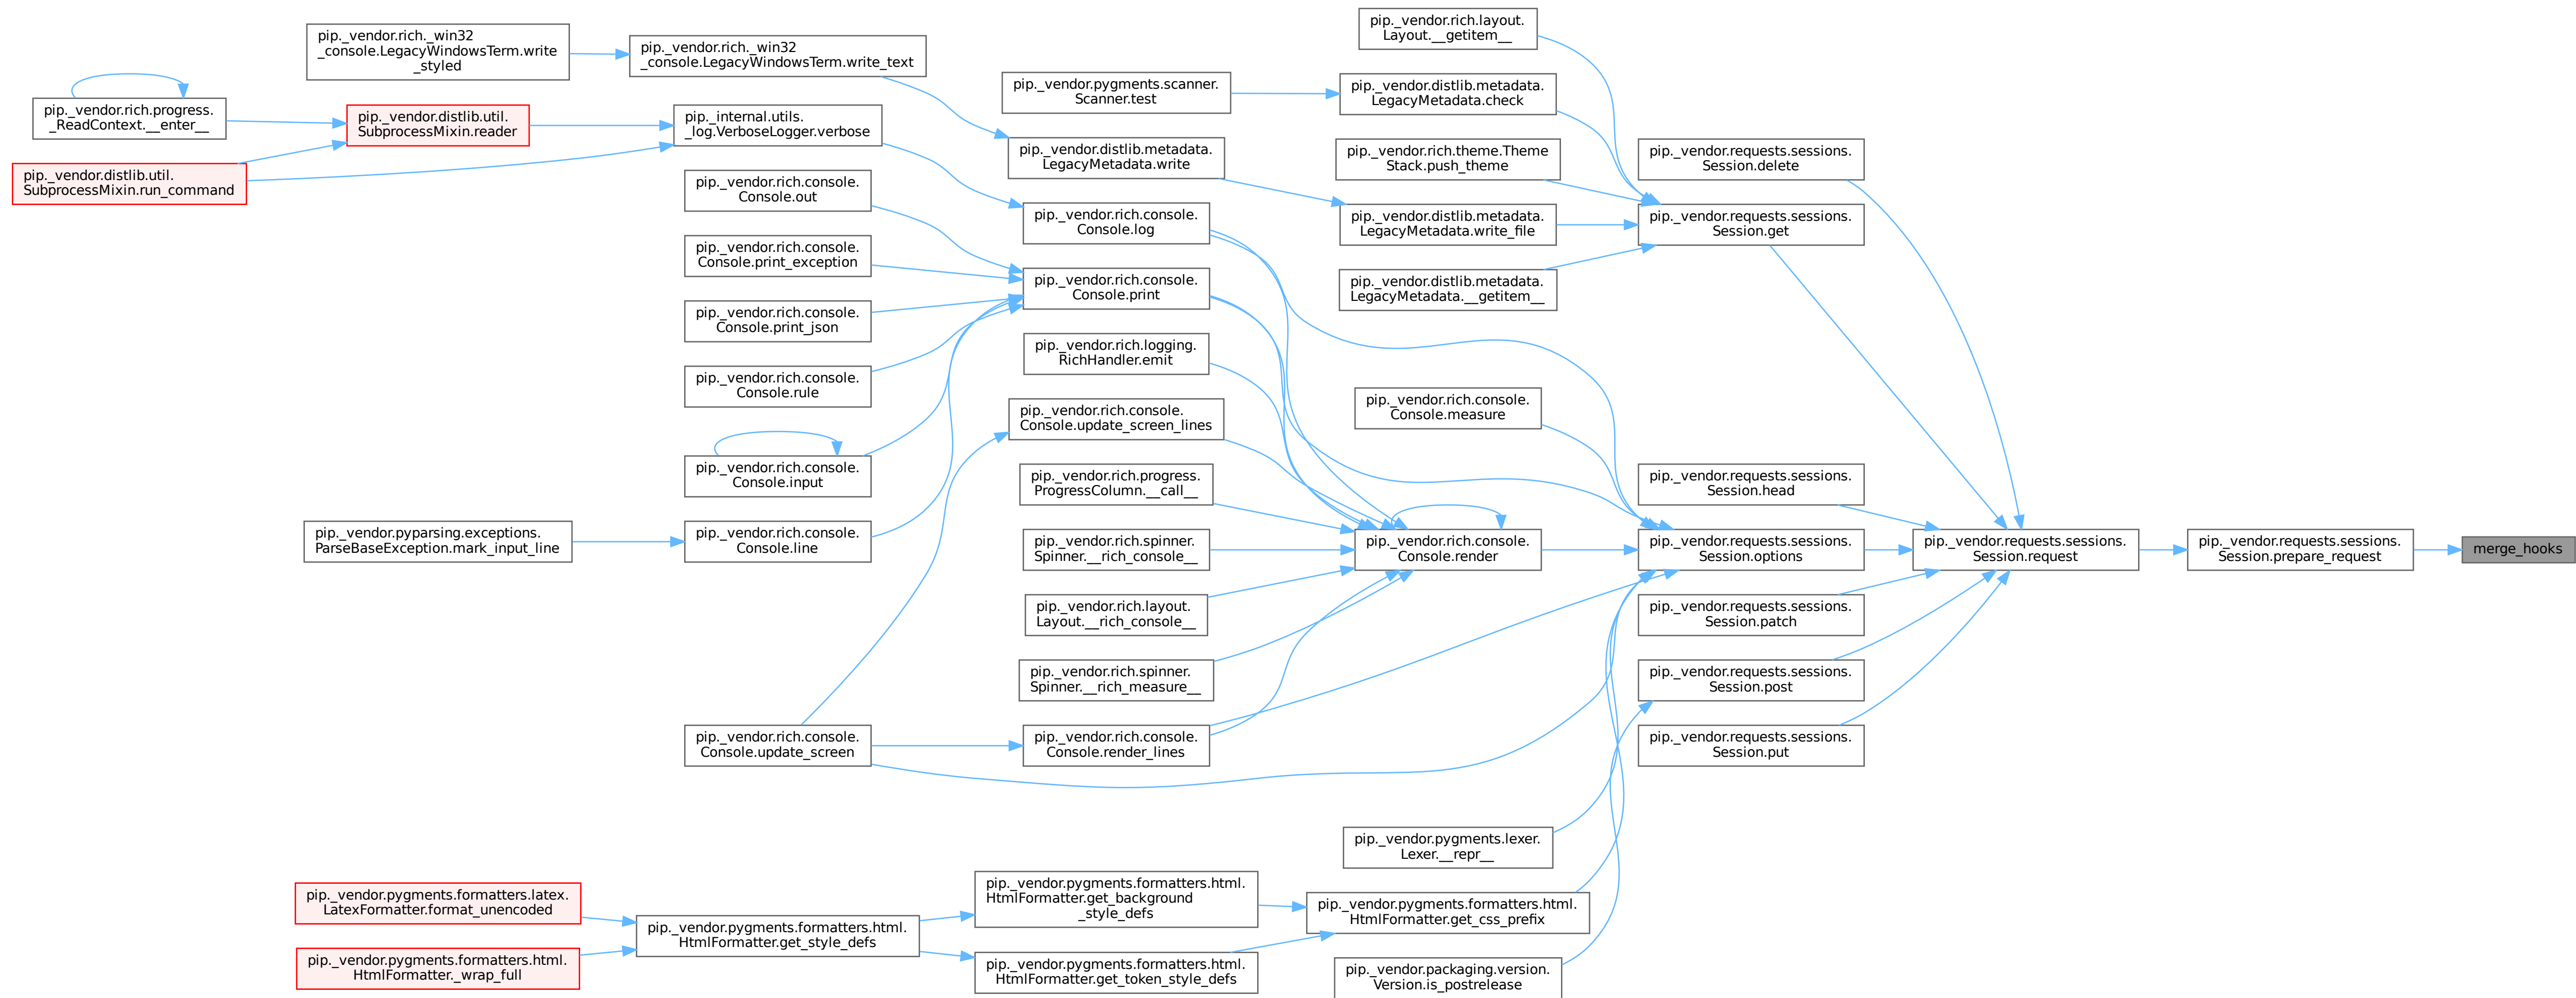 pip._vendor.rich.layout.
Layout.__getitem__
pip._vendor.rich._win32
_console.LegacyWindowsTerm.write
_styled
pip._vendor.rich._win32
_console.LegacyWindowsTerm.write_text
pip._vendor.pygments.scanner.
Scanner.test
pip._vendor.distlib.metadata.
LegacyMetadata.check
pip._vendor.rich.progress.
_ReadContext.__enter__
pip._vendor.distlib.util.
SubprocessMixin.reader
pip._internal.utils.
_log.VerboseLogger.verbose
pip._vendor.distlib.metadata.
LegacyMetadata.write
pip._vendor.rich.theme.Theme
Stack.push_theme
pip._vendor.requests.sessions.
Session.delete
pip._vendor.distlib.util.
SubprocessMixin.run_command
pip._vendor.rich.console.
Console.out
pip._vendor.rich.console.
Console.log
pip._vendor.distlib.metadata.
LegacyMetadata.write_file
pip._vendor.requests.sessions.
Session.get
pip._vendor.rich.console.
Console.print_exception
pip._vendor.rich.console.
Console.print
pip._vendor.distlib.metadata.
LegacyMetadata.__getitem__
pip._vendor.rich.console.
Console.print_json
pip._vendor.rich.logging.
RichHandler.emit
pip._vendor.rich.console.
Console.rule
pip._vendor.rich.console.
Console.update_screen_lines
pip._vendor.rich.console.
Console.measure
pip._vendor.rich.console.
Console.input
pip._vendor.rich.progress.
ProgressColumn.__call__
pip._vendor.requests.sessions.
Session.head
pip._vendor.pyparsing.exceptions.
ParseBaseException.mark_input_line
pip._vendor.rich.console.
Console.line
pip._vendor.rich.spinner.
Spinner.__rich_console__
pip._vendor.rich.console.
Console.render
pip._vendor.requests.sessions.
Session.options
pip._vendor.requests.sessions.
Session.request
pip._vendor.requests.sessions.
Session.prepare_request
merge_hooks
pip._vendor.rich.layout.
Layout.__rich_console__
pip._vendor.requests.sessions.
Session.patch
pip._vendor.rich.spinner.
Spinner.__rich_measure__
pip._vendor.requests.sessions.
Session.post
pip._vendor.rich.console.
Console.update_screen
pip._vendor.rich.console.
Console.render_lines
pip._vendor.requests.sessions.
Session.put
pip._vendor.pygments.lexer.
Lexer.__repr__
pip._vendor.pygments.formatters.latex.
LatexFormatter.format_unencoded
pip._vendor.pygments.formatters.html.
HtmlFormatter.get_background
_style_defs
pip._vendor.pygments.formatters.html.
HtmlFormatter.get_css_prefix
pip._vendor.pygments.formatters.html.
HtmlFormatter.get_style_defs
pip._vendor.pygments.formatters.html.
HtmlFormatter._wrap_full
pip._vendor.pygments.formatters.html.
HtmlFormatter.get_token_style_defs
pip._vendor.packaging.version.
Version.is_postrelease